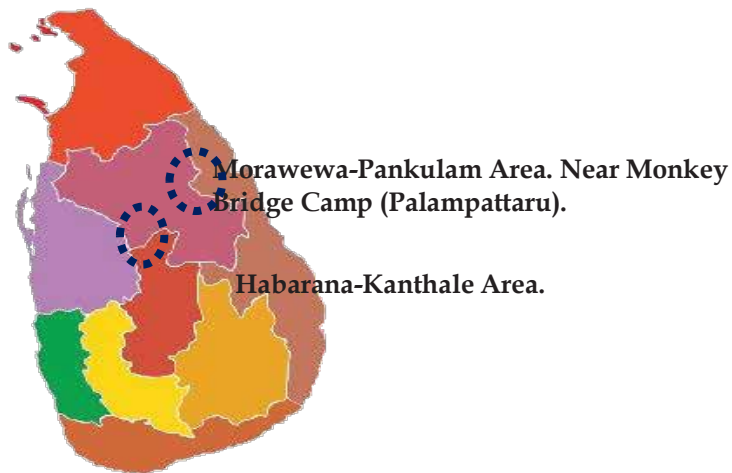 Morawewa-Pankulam Area. Near Monkey
Bridge Camp (Palampattaru).
Habarana-Kanthale Area.